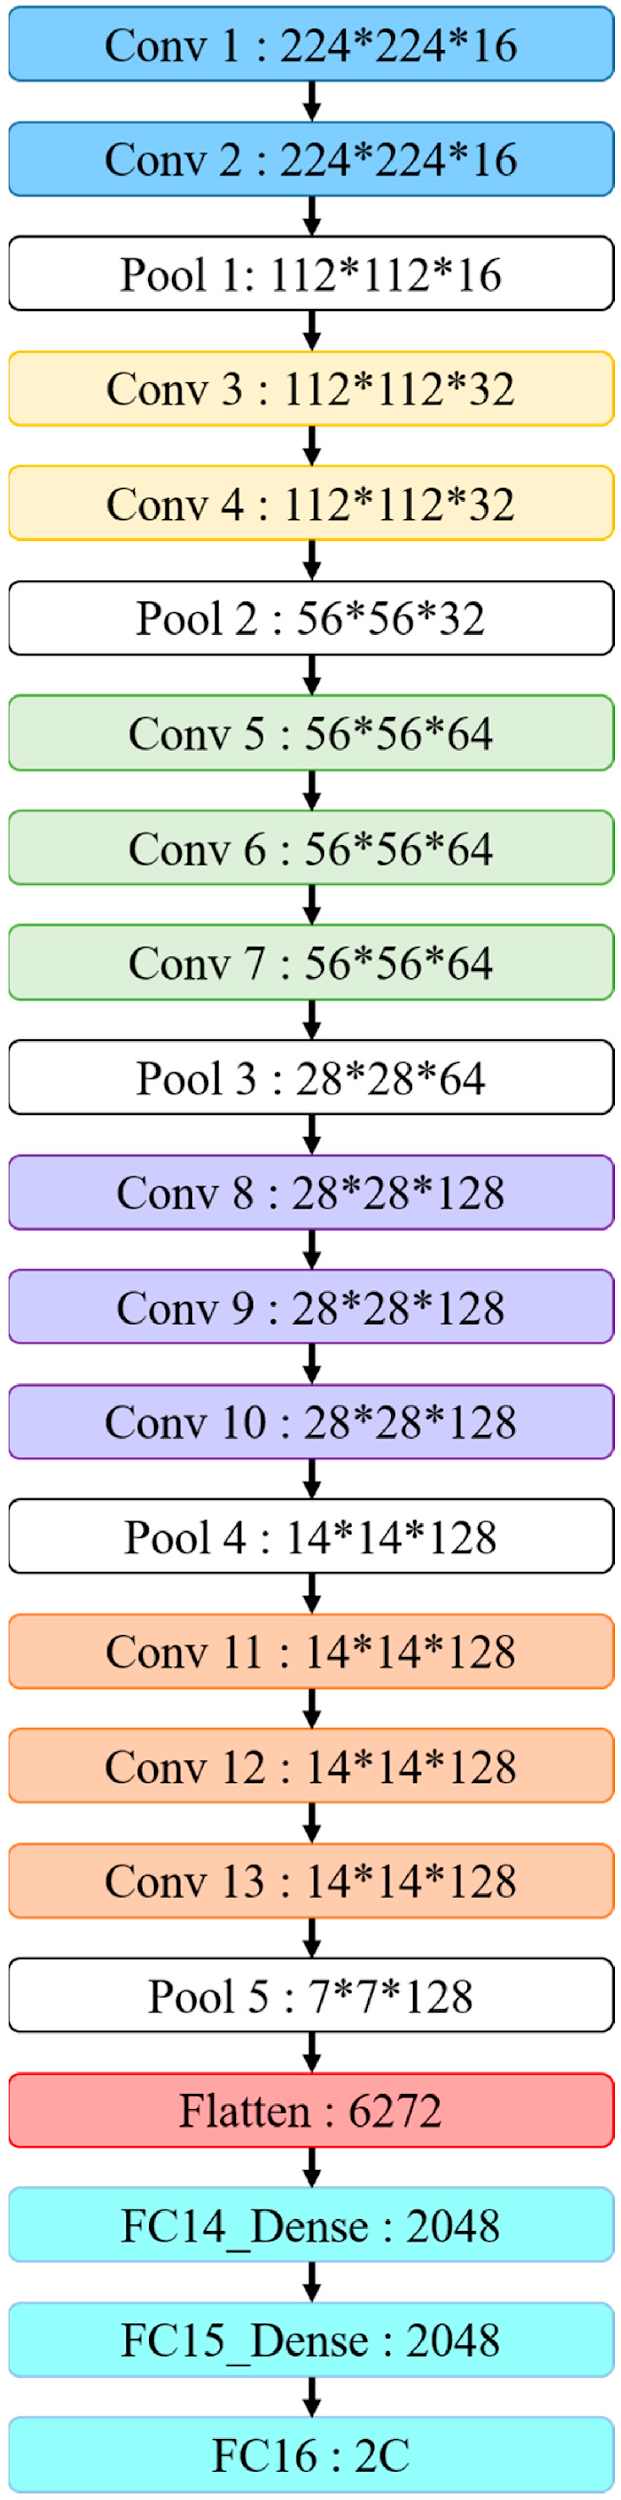 Conv 1 : 224*224*16
Conv 2 : 224*224*16
Pool 1: 112*112*16
Conv 3 : 112*112*32
Conv 4 : 112*112*32
Pool 2 : 56*56*32
Conv 5 : 56*56*64
Conv 6 : 56*56*64
Conv 7 : 56*56*64
Pool 3 : 28*28*64
Conv 8 : 28*28*128
Conv 9 : 28*28*128
Conv 10 : 28*28*128
Pool 4 : 14*14*128
Conv 11 : 14*14*128
Conv 12 : 14*14*128
Conv 13 : 14*14*128
Pool 5 : 7*7*128
Flatten : 6272
FC14_Dense : 2048
FC15_Dense : 2048
FC16 : 2C